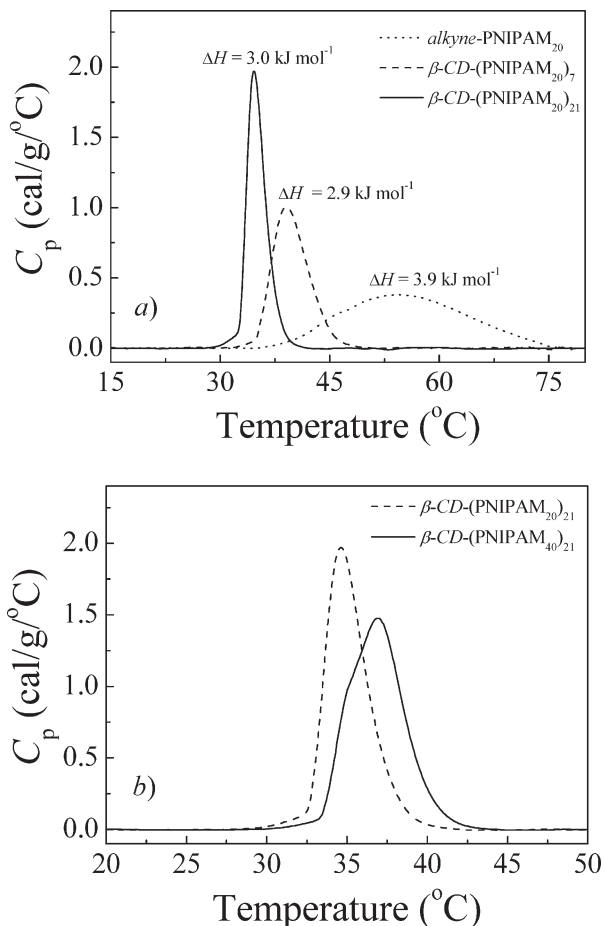 alkyne-PNIPAM₂₀
β-CD-(PNIPAM₂₀)₇
β-CD-(PNIPAM₂₀)₂₁
ΔH = 3.0 kJ mol⁻¹
ΔH = 2.9 kJ mol⁻¹
ΔH = 3.9 kJ mol⁻¹
2.0
1.5
1.0
0.5
0.0
Cₚ (cal/g/°C)
a)
15 30 45 60 75
Temperature (°C)
β-CD-(PNIPAM₂₀)₂₁
β-CD-(PNIPAM₄₀)₂₁
2.0
1.5
1.0
0.5
0.0
Cₚ (cal/g/°C)
b)
20 25 30 35 40 45 50
Temperature (°C)